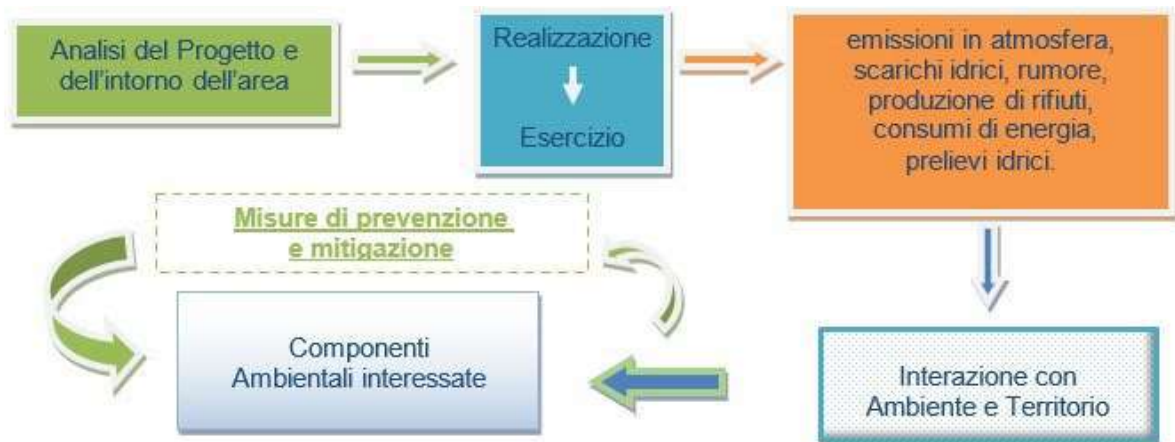 Analisi del Progetto e
dell'intorno dell'area
Realizzazione
Esercizio
emissioni in atmosfera,
scarichi idrici, rumore,
produzione di rifiuti,
consumi di energia,
prelievi idrici.
Misure di prevenzione
e mitigazione
Componenti
Ambientali interessate
Interazione con
Ambiente e Territorio